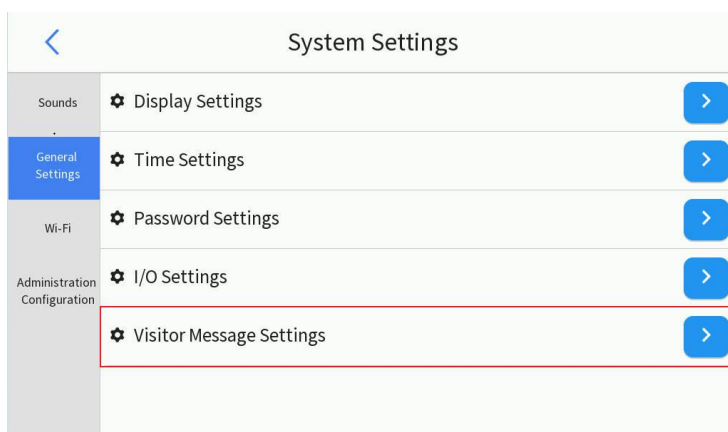 System Settings
Sounds
General
Settings
Wi-Fi
Administration
Configuration
Display Settings
Time Settings
Password Settings
I/O Settings
Visitor Message Settings